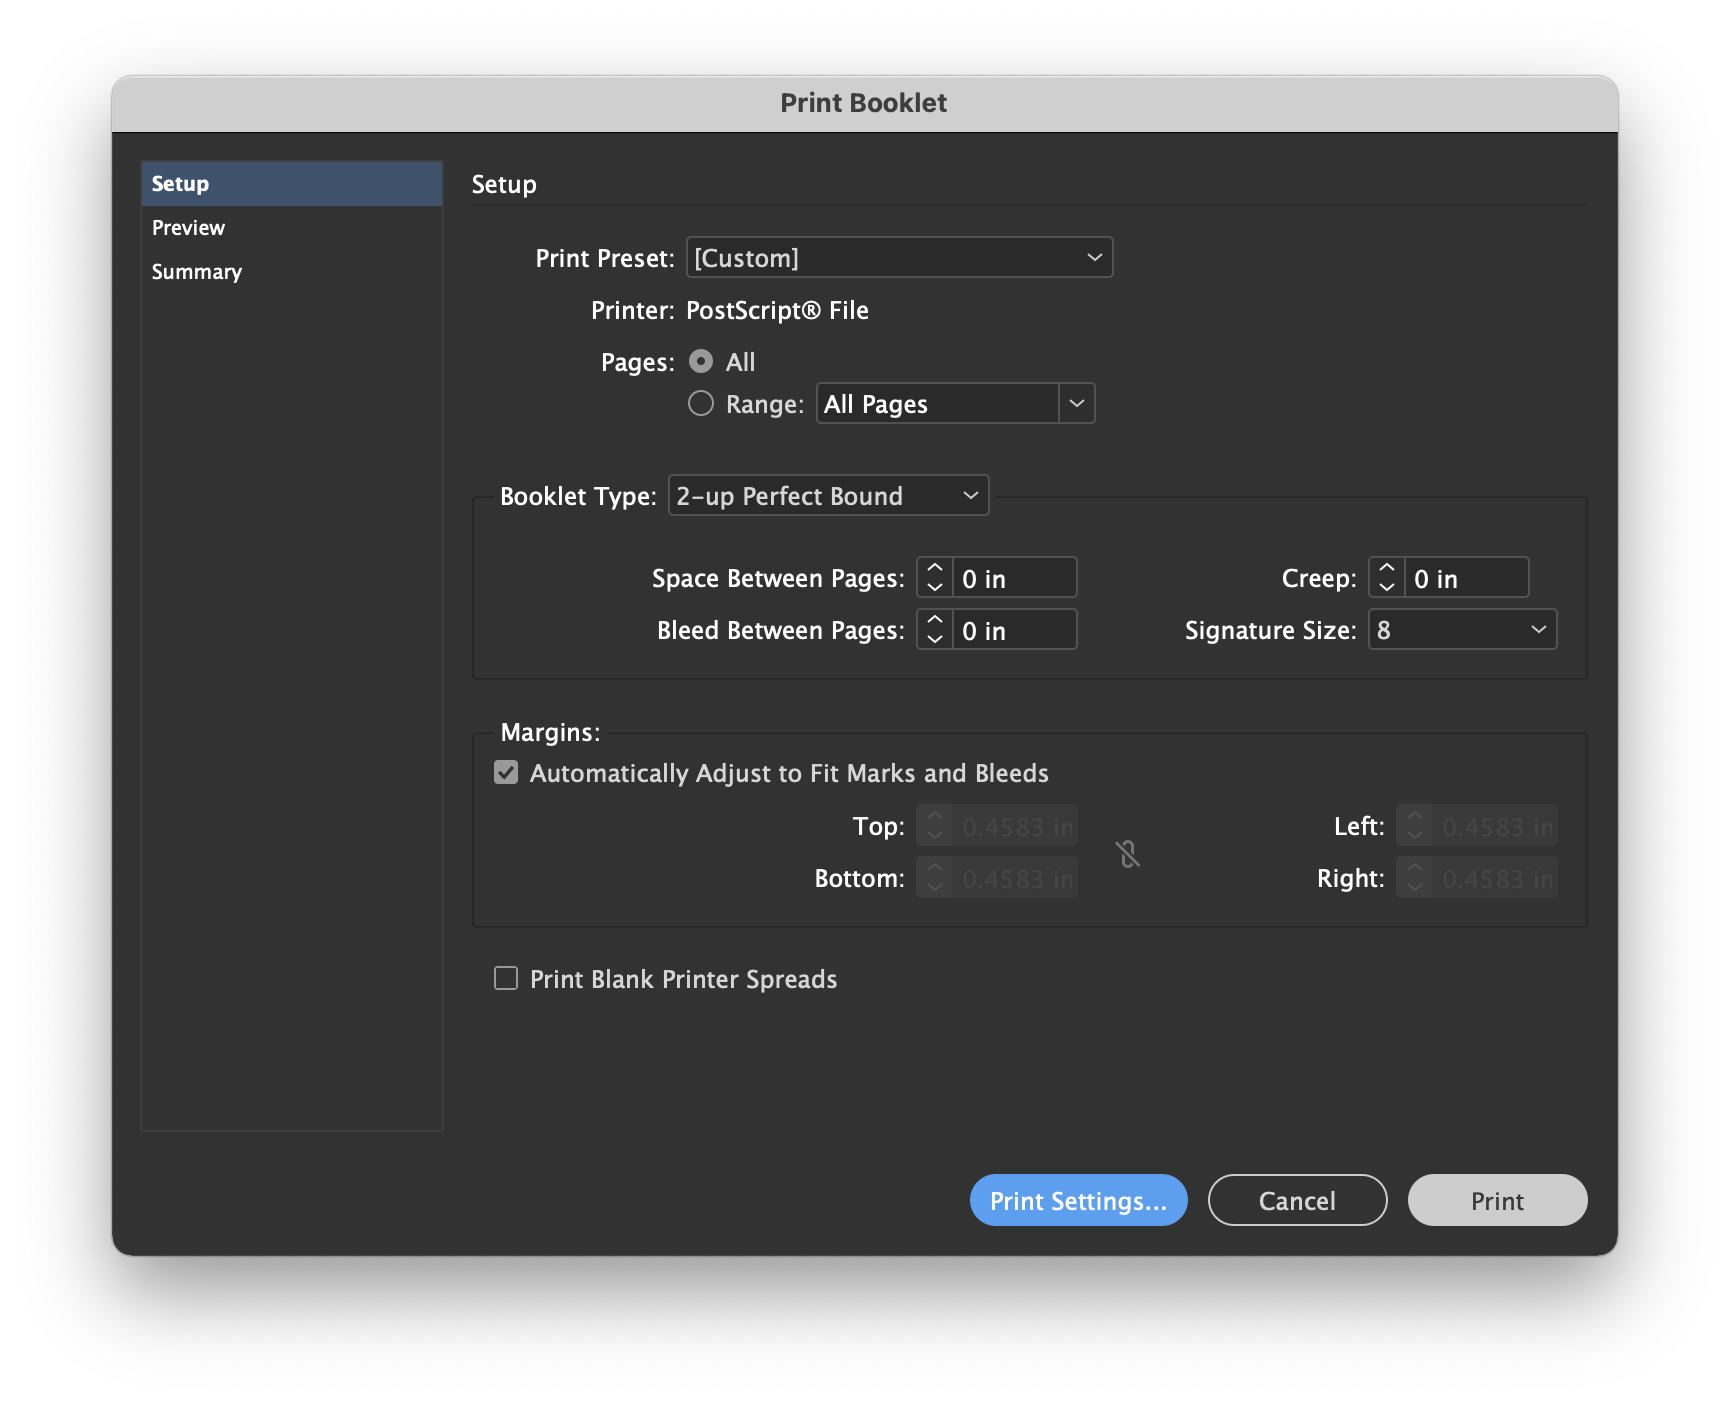 Print Booklet
Setup
Preview
Summary
Setup
Print Preset: [Custom]
Printer: PostScript® File
Pages: All
Range: All Pages
Booklet Type: 2-up Perfect Bound
Space Between Pages: 0 in Creep: 0 in
Bleed Between Pages: 0 in Signature Size: 8
Margins:
Automatically Adjust to Fit Marks and Bleeds
Top: 0.4583 in Left: 0.4583 in
Bottom: 0.4583 in Right: 0.4583 in
Print Blank Printer Spreads
Print Settings... Cancel Print